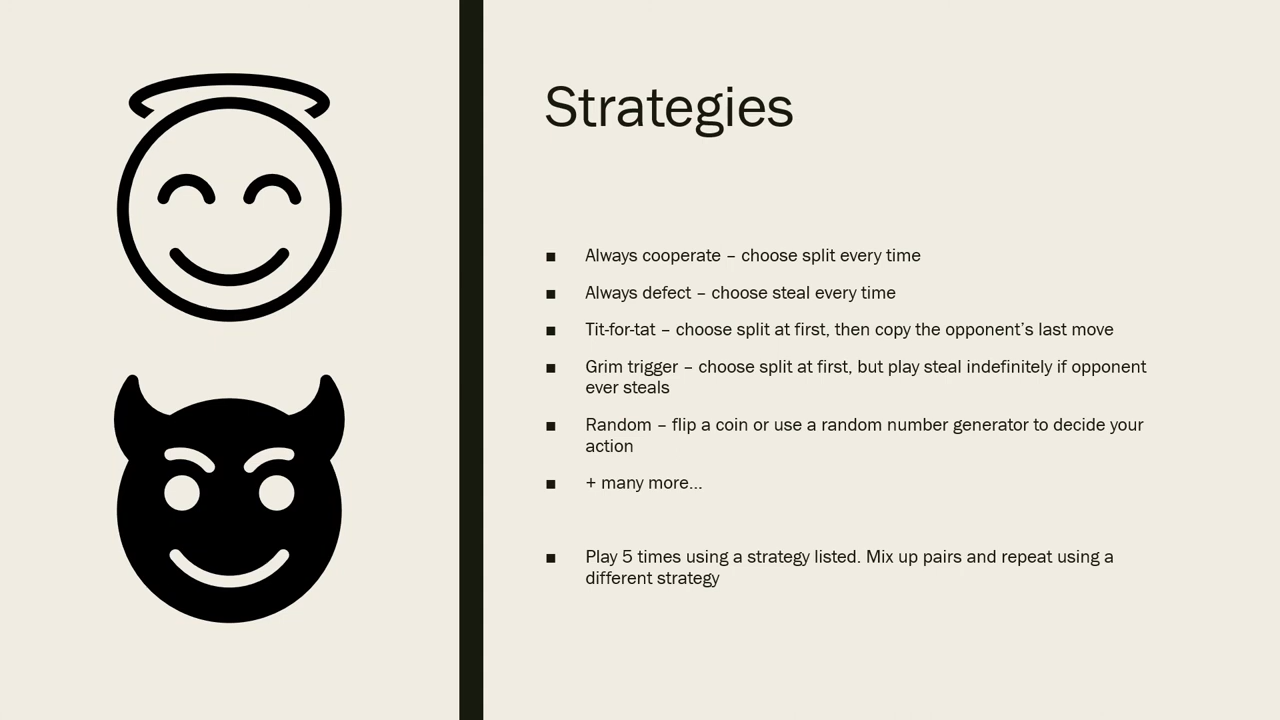 Strategies
■ Always cooperate – choose split every time
■ Always defect – choose steal every time
■ Tit-for-tat – choose split at first, then copy the opponent’s last move
■ Grim trigger – choose split at first, but play steal indefinitely if opponent
ever steals
■ Random – flip a coin or use a random number generator to decide your
action
■ + many more…
■ Play 5 times using a strategy listed. Mix up pairs and repeat using a
different strategy